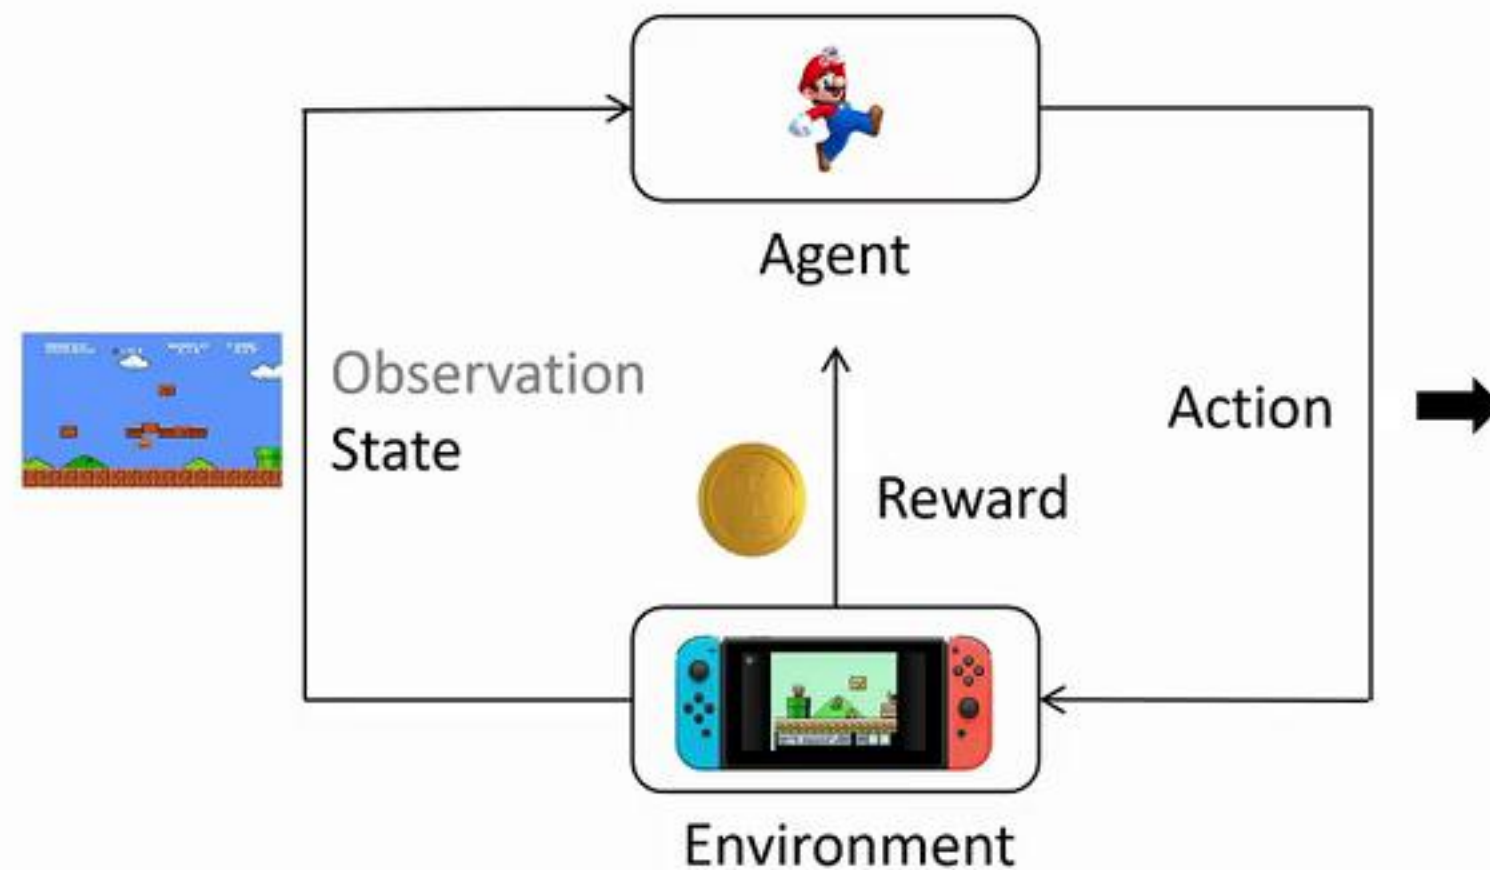 Agent
Observation
State
Action
Reward
Environment